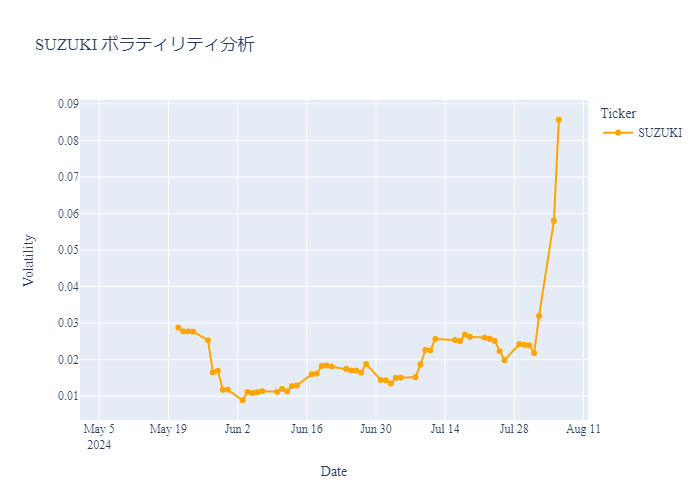 SUZUKI ボラティリティ分析
Ticker
SUZUKI
0.09
0.08
0.07
0.06
0.05
0.04
0.03
0.02
0.01
Volatility
May 5
2024
May 19
Jun 2
Jun 16
Jun 30
Jul 14
Jul 28
Aug 11
Date